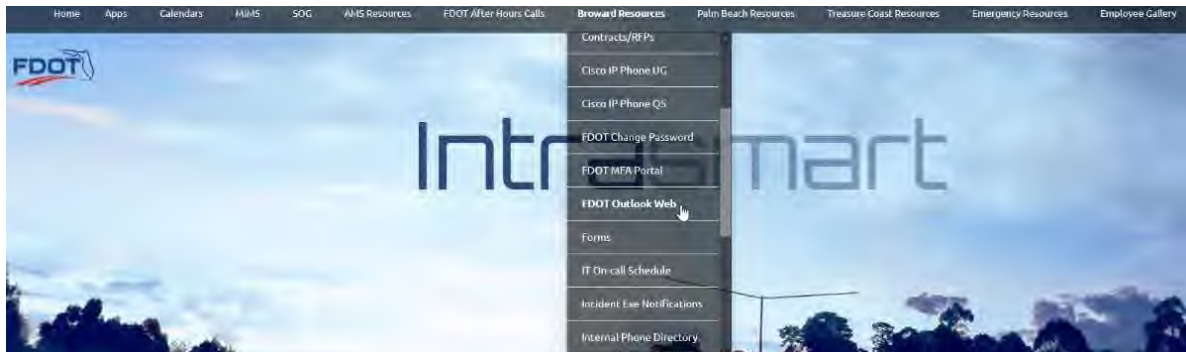 Home Apps Calendars MiMS SOG AMS Resources FDOT After Hours Calls Broward Resources Palm Beach Resources Treasure Coast Resources Emergency Resources Employee Gallery
Contracts/RFPs
FDOT
Cisco IP Phone UG
Cisco IP Phone QS
FDOT Change Password
Intrasmart
FDOT MFA Portal
FDOT Outlook Web
Forms
IT On-call Schedule
Incident Exe Notifications
Internal Phone Directory